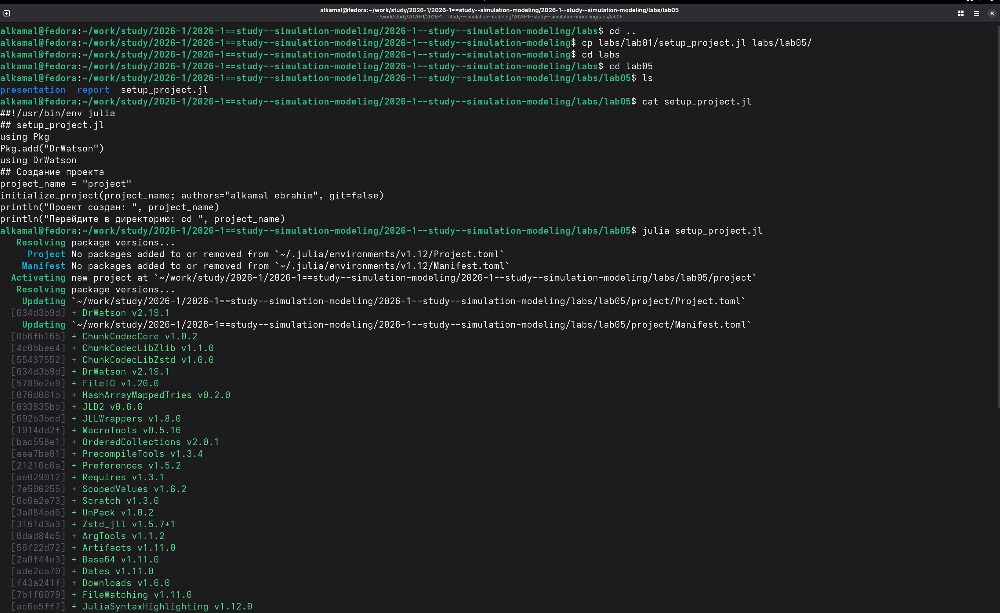 alkamal@fedora:~/work/study/2026-1/2026-1==study--simulation-modeling/2026-1--study--simulation-modeling/labs/lab05
~/work/study/2026-1/2026-1==study--simulation-modeling/2026-1--study--simulation-modeling/labs/lab05
alkamal@fedora:~/work/study/2026-1/2026-1==study--simulation-modeling/2026-1--study--simulation-modeling/labs$ cd ..
alkamal@fedora:~/work/study/2026-1/2026-1==study--simulation-modeling/2026-1--study--simulation-modeling$ cp labs/lab01/setup_project.jl labs/lab05/
alkamal@fedora:~/work/study/2026-1/2026-1==study--simulation-modeling/2026-1--study--simulation-modeling$ cd labs
alkamal@fedora:~/work/study/2026-1/2026-1==study--simulation-modeling/2026-1--study--simulation-modeling/labs$ cd lab05
alkamal@fedora:~/work/study/2026-1/2026-1==study--simulation-modeling/2026-1--study--simulation-modeling/labs/lab05$ ls
presentation  report  setup_project.jl
alkamal@fedora:~/work/study/2026-1/2026-1==study--simulation-modeling/2026-1--study--simulation-modeling/labs/lab05$ cat setup_project.jl
##!/usr/bin/env julia
## setup_project.jl
using Pkg
Pkg.add("DrWatson")
using DrWatson
## Создание проекта
project_name = "project"
initialize_project(project_name; authors="alkamal ebrahim", git=false)
println("Проект создан: ", project_name)
println("Перейдите в директорию: cd ", project_name)
alkamal@fedora:~/work/study/2026-1/2026-1==study--simulation-modeling/2026-1--study--simulation-modeling/labs/lab05$ julia setup_project.jl
   Resolving package versions...
     Project No packages added to or removed from `~/.julia/environments/v1.12/Project.toml`
    Manifest No packages added to or removed from `~/.julia/environments/v1.12/Manifest.toml`
  Activating new project at `~/work/study/2026-1/2026-1==study--simulation-modeling/2026-1--study--simulation-modeling/labs/lab05/project`
   Resolving package versions...
    Updating `~/work/study/2026-1/2026-1==study--simulation-modeling/2026-1--study--simulation-modeling/labs/lab05/project/Project.toml`
  [634d3b9d] + DrWatson v2.19.1
    Updating `~/work/study/2026-1/2026-1==study--simulation-modeling/2026-1--study--simulation-modeling/labs/lab05/project/Manifest.toml`
  [0b6fb165] + ChunkCodecCore v1.0.2
  [4c0bbee4] + ChunkCodecLibZlib v1.1.0
  [55437552] + ChunkCodecLibZstd v1.0.0
  [634d3b9d] + DrWatson v2.19.1
  [5789e2e9] + FileIO v1.20.0
  [076d061b] + HashArrayMappedTries v0.2.0
  [033835bb] + JLD2 v0.6.6
  [692b3bcd] + JLLWrappers v1.8.0
  [1914dd2f] + MacroTools v0.5.16
  [bac558e1] + OrderedCollections v2.0.1
  [aea7be01] + PrecompileTools v1.3.4
  [21216c6a] + Preferences v1.5.2
  [ae029012] + Requires v1.3.1
  [7e506255] + ScopedValues v1.6.2
  [6c6a2e73] + Scratch v1.3.0
  [3a884ed6] + UnPack v1.0.2
  [3161d3a3] + Zstd_jll v1.5.7+1
  [0dad84c5] + ArgTools v1.1.2
  [56f22d72] + Artifacts v1.11.0
  [2a0f44e3] + Base64 v1.11.0
  [ade2ca70] + Dates v1.11.0
  [f43a241f] + Downloads v1.6.0
  [7b1f6079] + FileWatching v1.11.0
  [ac6e5ff7] + JuliaSyntaxHighlighting v1.12.0